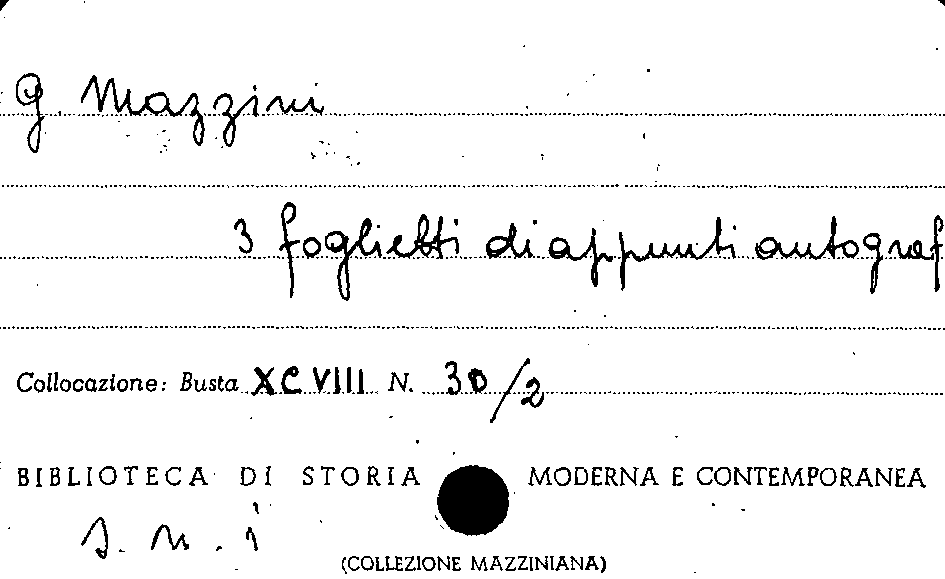 G. Mazzini
3 foglietti di appunti autograf
Collocazione: Busta XCVIII N. 30/2
BIBLIOTECA DI STORIA MODERNA E CONTEMPORANEA
s. n. i
(COLLEZIONE MAZZINIANA)